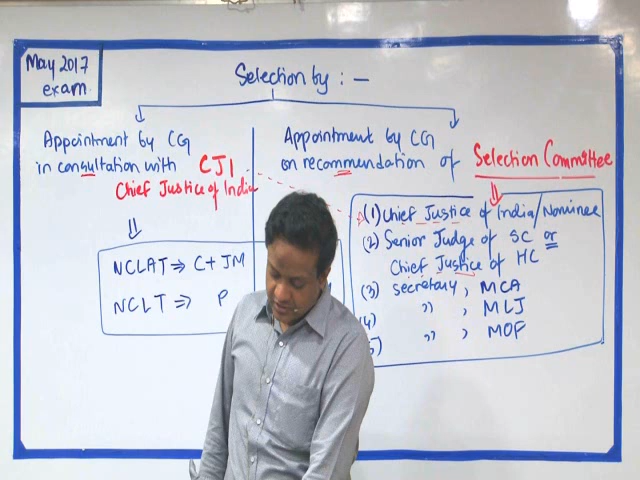 May 2017
exam
Selection by : –
Appointment by CG
in consultation with CJI
Chief Justice of India
NCLAT ⇒ C + JM
NCLT ⇒ P
Appointment by CG
on recommendation of Selection Committee
(1) Chief Justice of India/Nominee
(2) Senior Judge of SC or
Chief Justice of HC
(3) Secretary, MCA
(4) ,, , MLJ
5) ,, , MOF